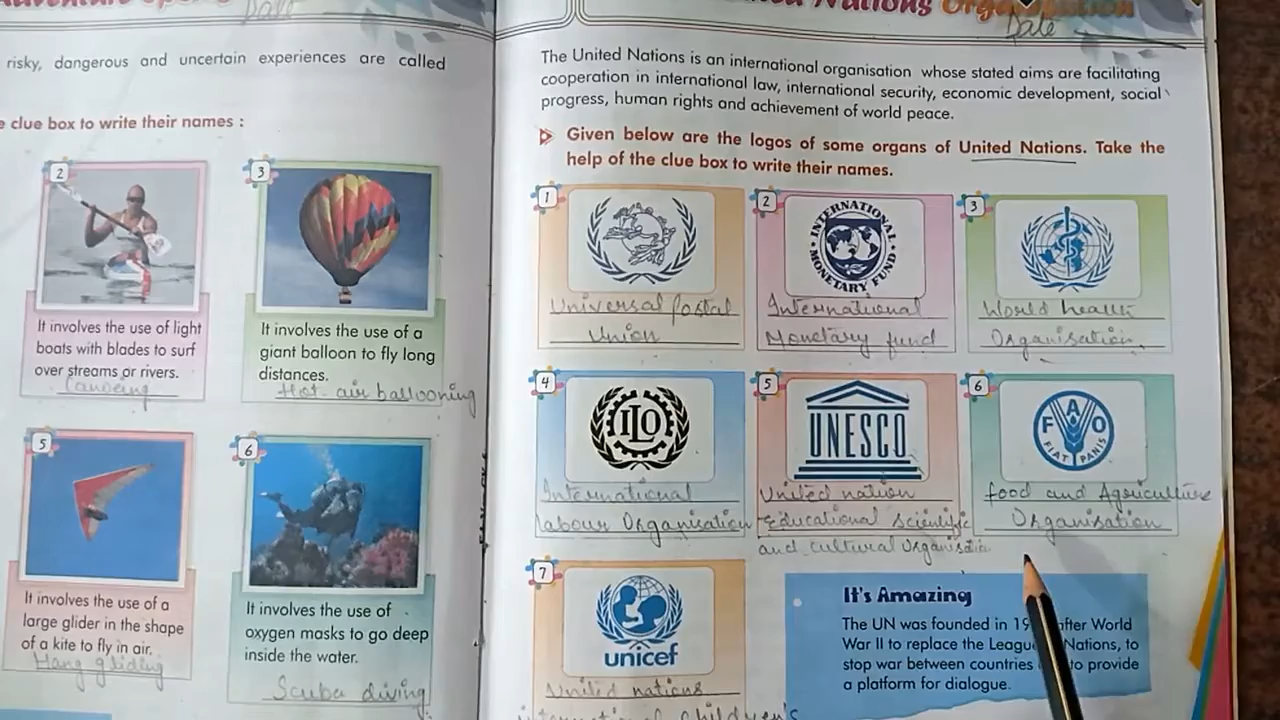 Date
risky, dangerous and uncertain experiences are called
e clue box to write their names :
2
It involves the use of light
boats with blades to surf
over streams or rivers.
Canoeing
3
It involves the use of a
giant balloon to fly long
distances.
Hot air ballooning
5
It involves the use of a
large glider in the shape
of a kite to fly in air.
Hang gliding
6
It involves the use of
oxygen masks to go deep
inside the water.
Scuba diving
Nations Organisation
Date
The United Nations is an international organisation whose stated aims are facilitating
cooperation in international law, international security, economic development, social
progress, human rights and achievement of world peace.
Given below are the logos of some organs of United Nations. Take the
help of the clue box to write their names.
1
Universal Postal
Union
2
INTERNATIONAL
MONETARY FUND
International
Monetary fund
3
World health
Organisation
4
ILO
International
labour Organisation
5
UNESCO
United nation
Educational Scientific
and cultural Organisation
6
F A O
FIAT PANIS
food and Agriculture
Organisation
7
unicef
United nations
international children's
It's Amazing
The UN was founded in 19 after World
War II to replace the League Nations, to
stop war between countries to provide
a platform for dialogue.